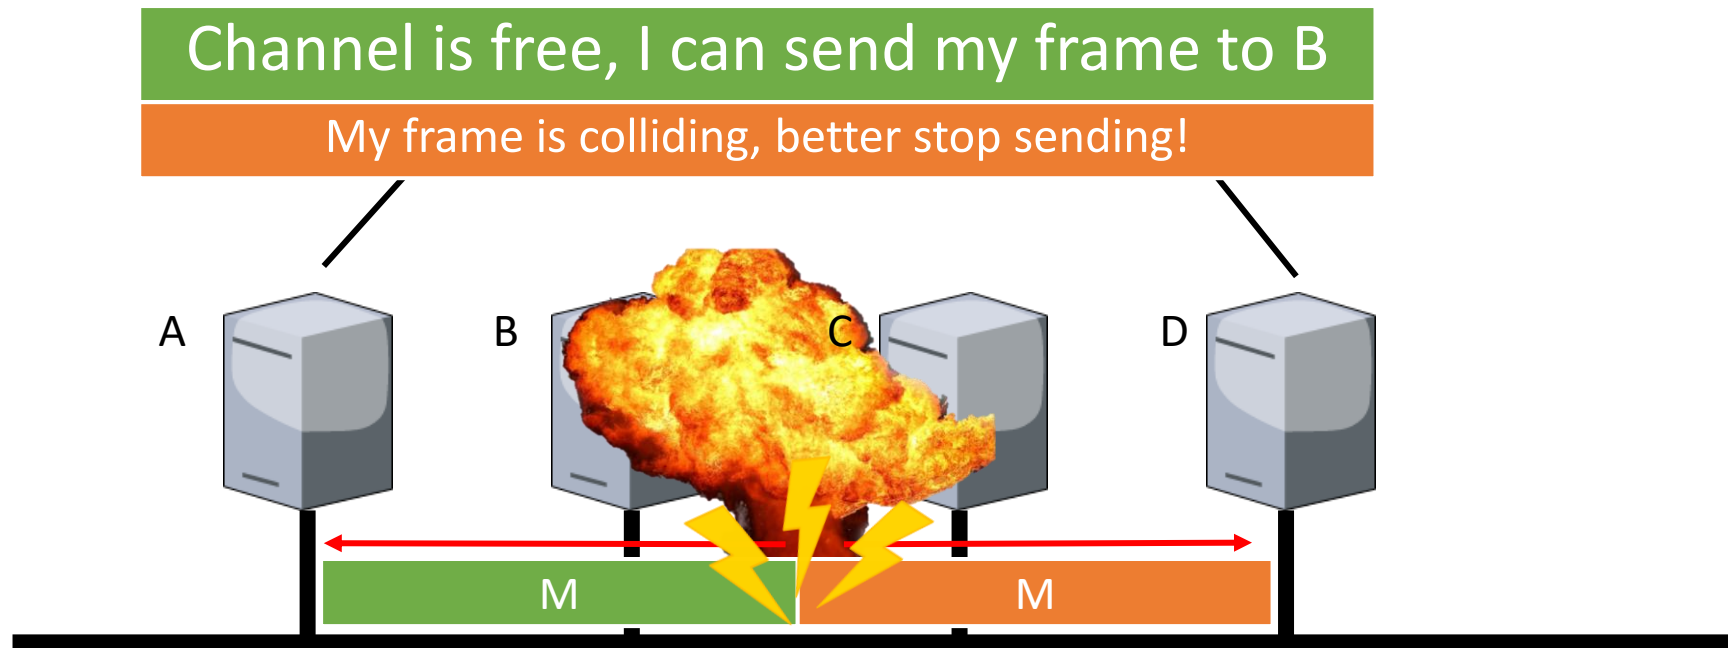 Channel is free, I can send my frame to B
My frame is colliding, better stop sending!
A
B
C
D
M
M